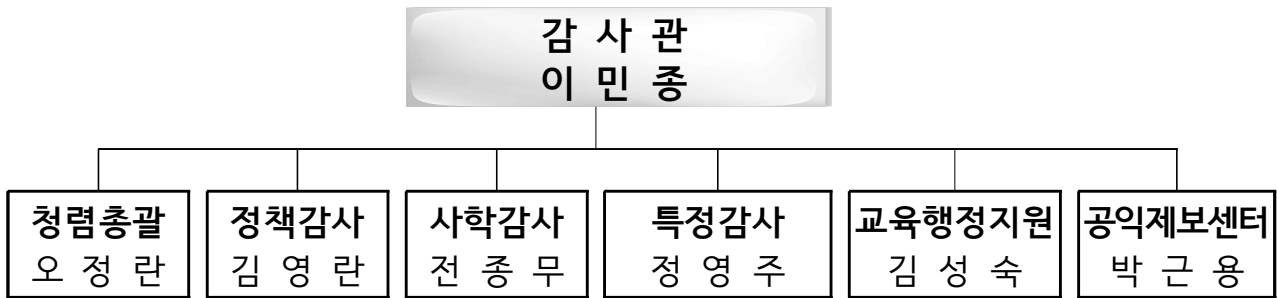 감 사 관
이 민 종
청렴총괄
오 정 란
정책감사
김 영 란
사학감사
전 종 무
특정감사
정 영 주
교육행정지원
김 성 숙
공익제보센터
박 근 용